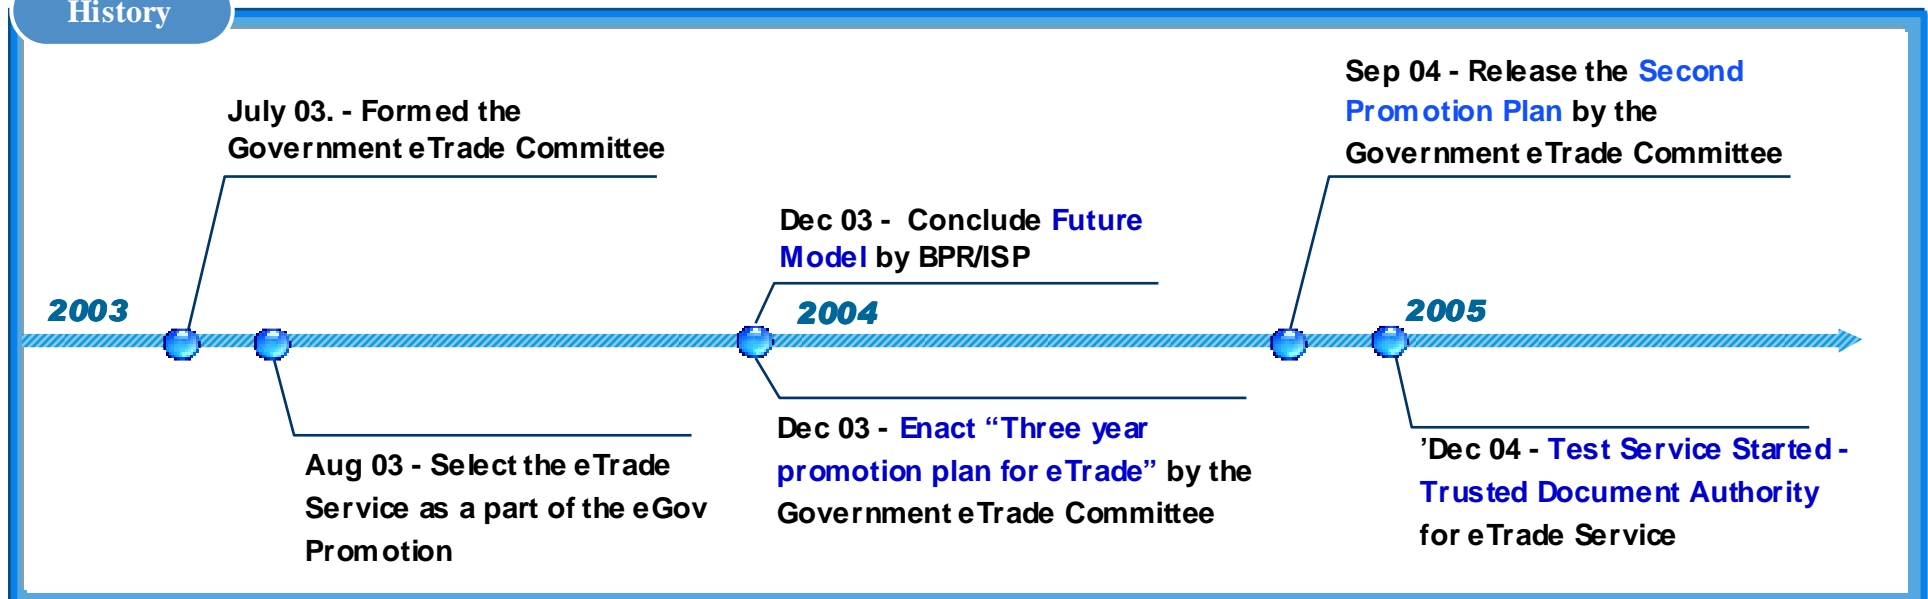 History
July 03. - Formed the
Government eTrade Committee
Sep 04 - Release the Second
Promotion Plan by the
Government eTrade Committee
Dec 03 - Conclude Future
Model by BPR/ISP
2003
2004
2005
Aug 03 - Select the eTrade
Service as a part of the eGov
Promotion
Dec 03 - Enact “Three year
promotion plan for eTrade” by the
Government eTrade Committee
’Dec 04 - Test Service Started -
Trusted Document Authority
for eTrade Service